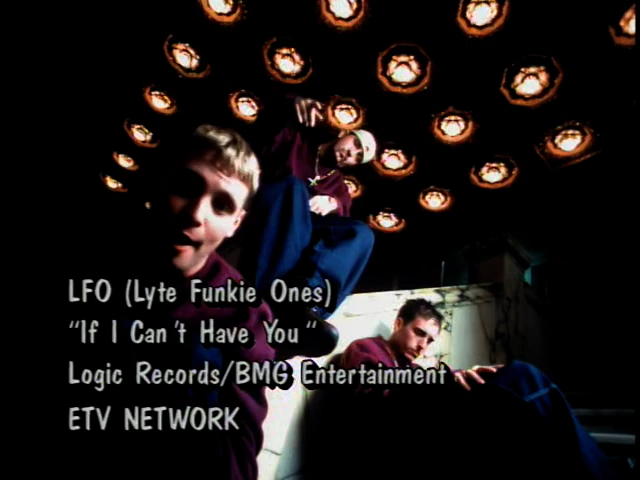 LFO (Lyte Funkie Ones)
“If I Can't Have You“
Logic Records/BMG Entertainment
ETV NETWORK